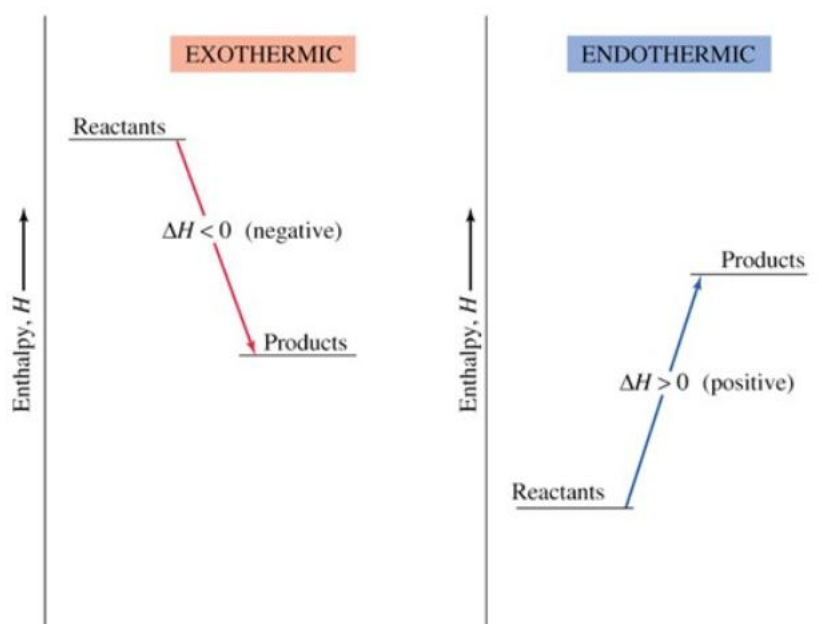 EXOTHERMIC
Reactants
ΔH < 0 (negative)
Products
Enthalpy, H
ENDOTHERMIC
Products
ΔH > 0 (positive)
Reactants
Enthalpy, H